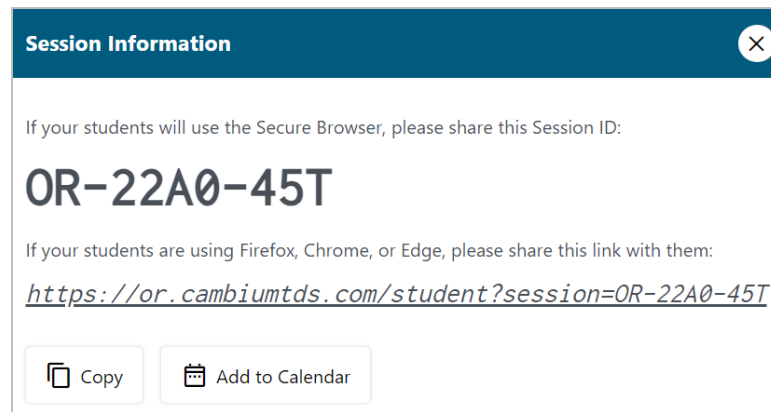 Session Information
If your students will use the Secure Browser, please share this Session ID:
OR-22A0-45T
If your students are using Firefox, Chrome, or Edge, please share this link with them:
https://or.cambiumtds.com/student?session=OR-22A0-45T
Copy Add to Calendar